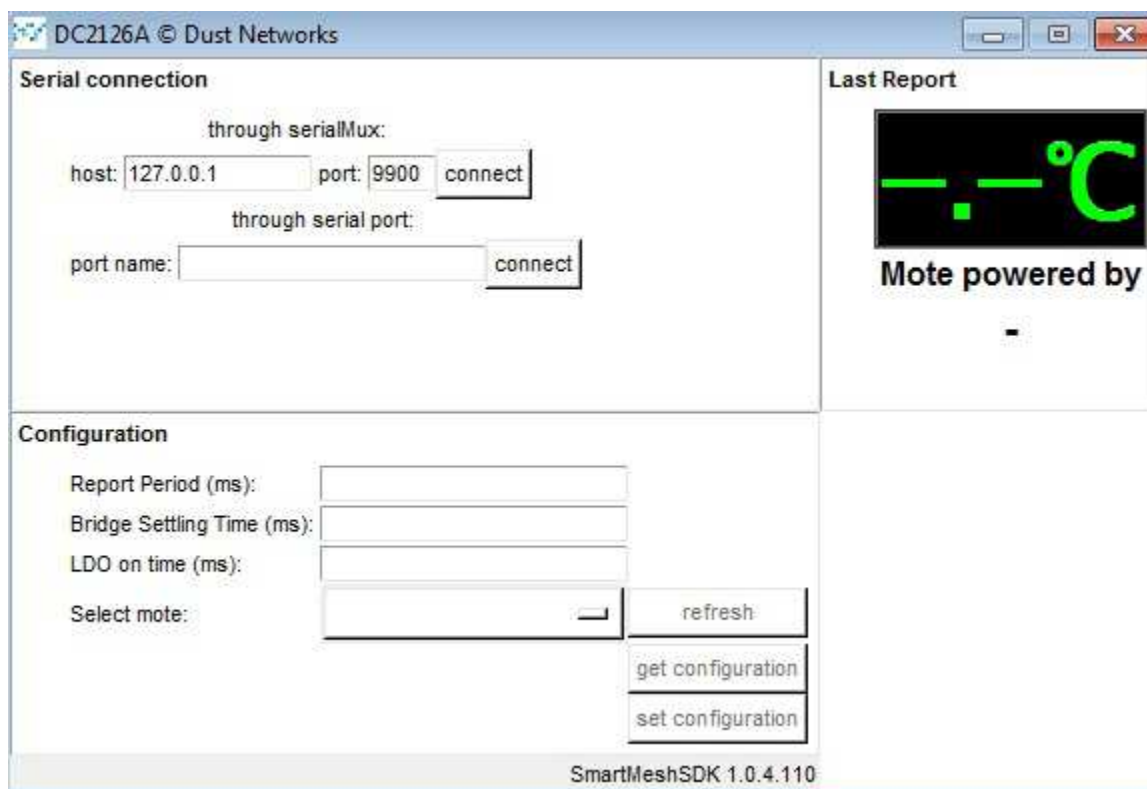 DC2126A © Dust Networks
Serial connection
through serialMux:
host: 127.0.0.1 port: 9900 connect
through serial port:
port name: connect
Last Report
-.-°C
Mote powered by
-
Configuration
Report Period (ms):
Bridge Settling Time (ms):
LDO on time (ms):
Select mote: refresh
get configuration
set configuration
SmartMeshSDK 1.0.4.110